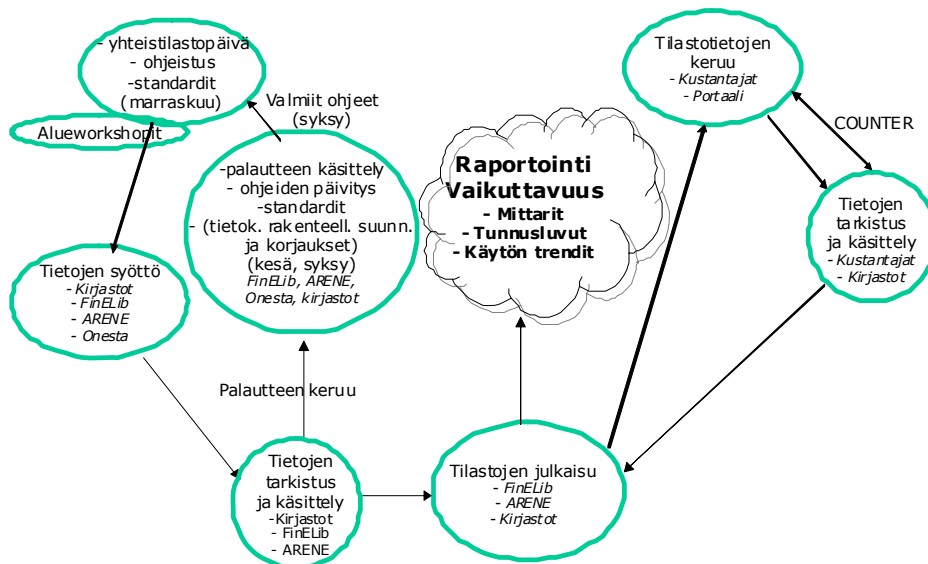 - yhteistilastopäivä
- ohjeistus
-standardit
(marraskuu)
Alueworkshopit
Valmiit ohjeet
(syksy)
-palautteen käsittely
- ohjeiden päivitys
-standardit
- (tietok. rakenteell. suunn.
ja korjaukset)
(kesä, syksy)
FinELib, ARENE,
Onesta, kirjastot
Raportointi
Vaikuttavuus
- Mittarit
- Tunnusluvut
- Käytön trendit
Tilastotietojen
keruu
- Kustantajat
- Portaali
COUNTER
Tietojen
tarkistus
ja käsittely
- Kustantajat
- Kirjastot
Tietojen syöttö
- Kirjastot
- FinELib
- ARENE
- Onesta
Palautteen keruu
Tietojen
tarkistus
ja käsittely
-Kirjastot
- FinELib
- ARENE
Tilastojen julkaisu
- FinELib
- ARENE
- Kirjastot